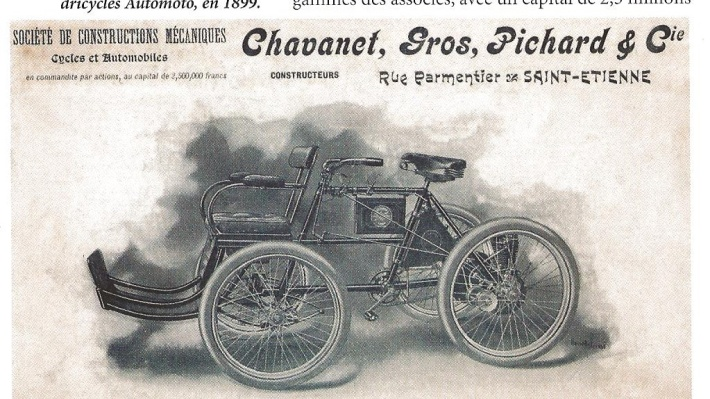 dricycles Automoto, en 1899.
gammes des associés, avec un capital de 2,5 millions
SOCIÉTÉ DE CONSTRUCTIONS MÉCANIQUES
Cycles et Automobiles
en commandite par actions, au capital de 2,500,000 francs
Chavanet, Gros, Pichard & Cie
CONSTRUCTEURS
Rue Parmentier SAINT-ETIENNE